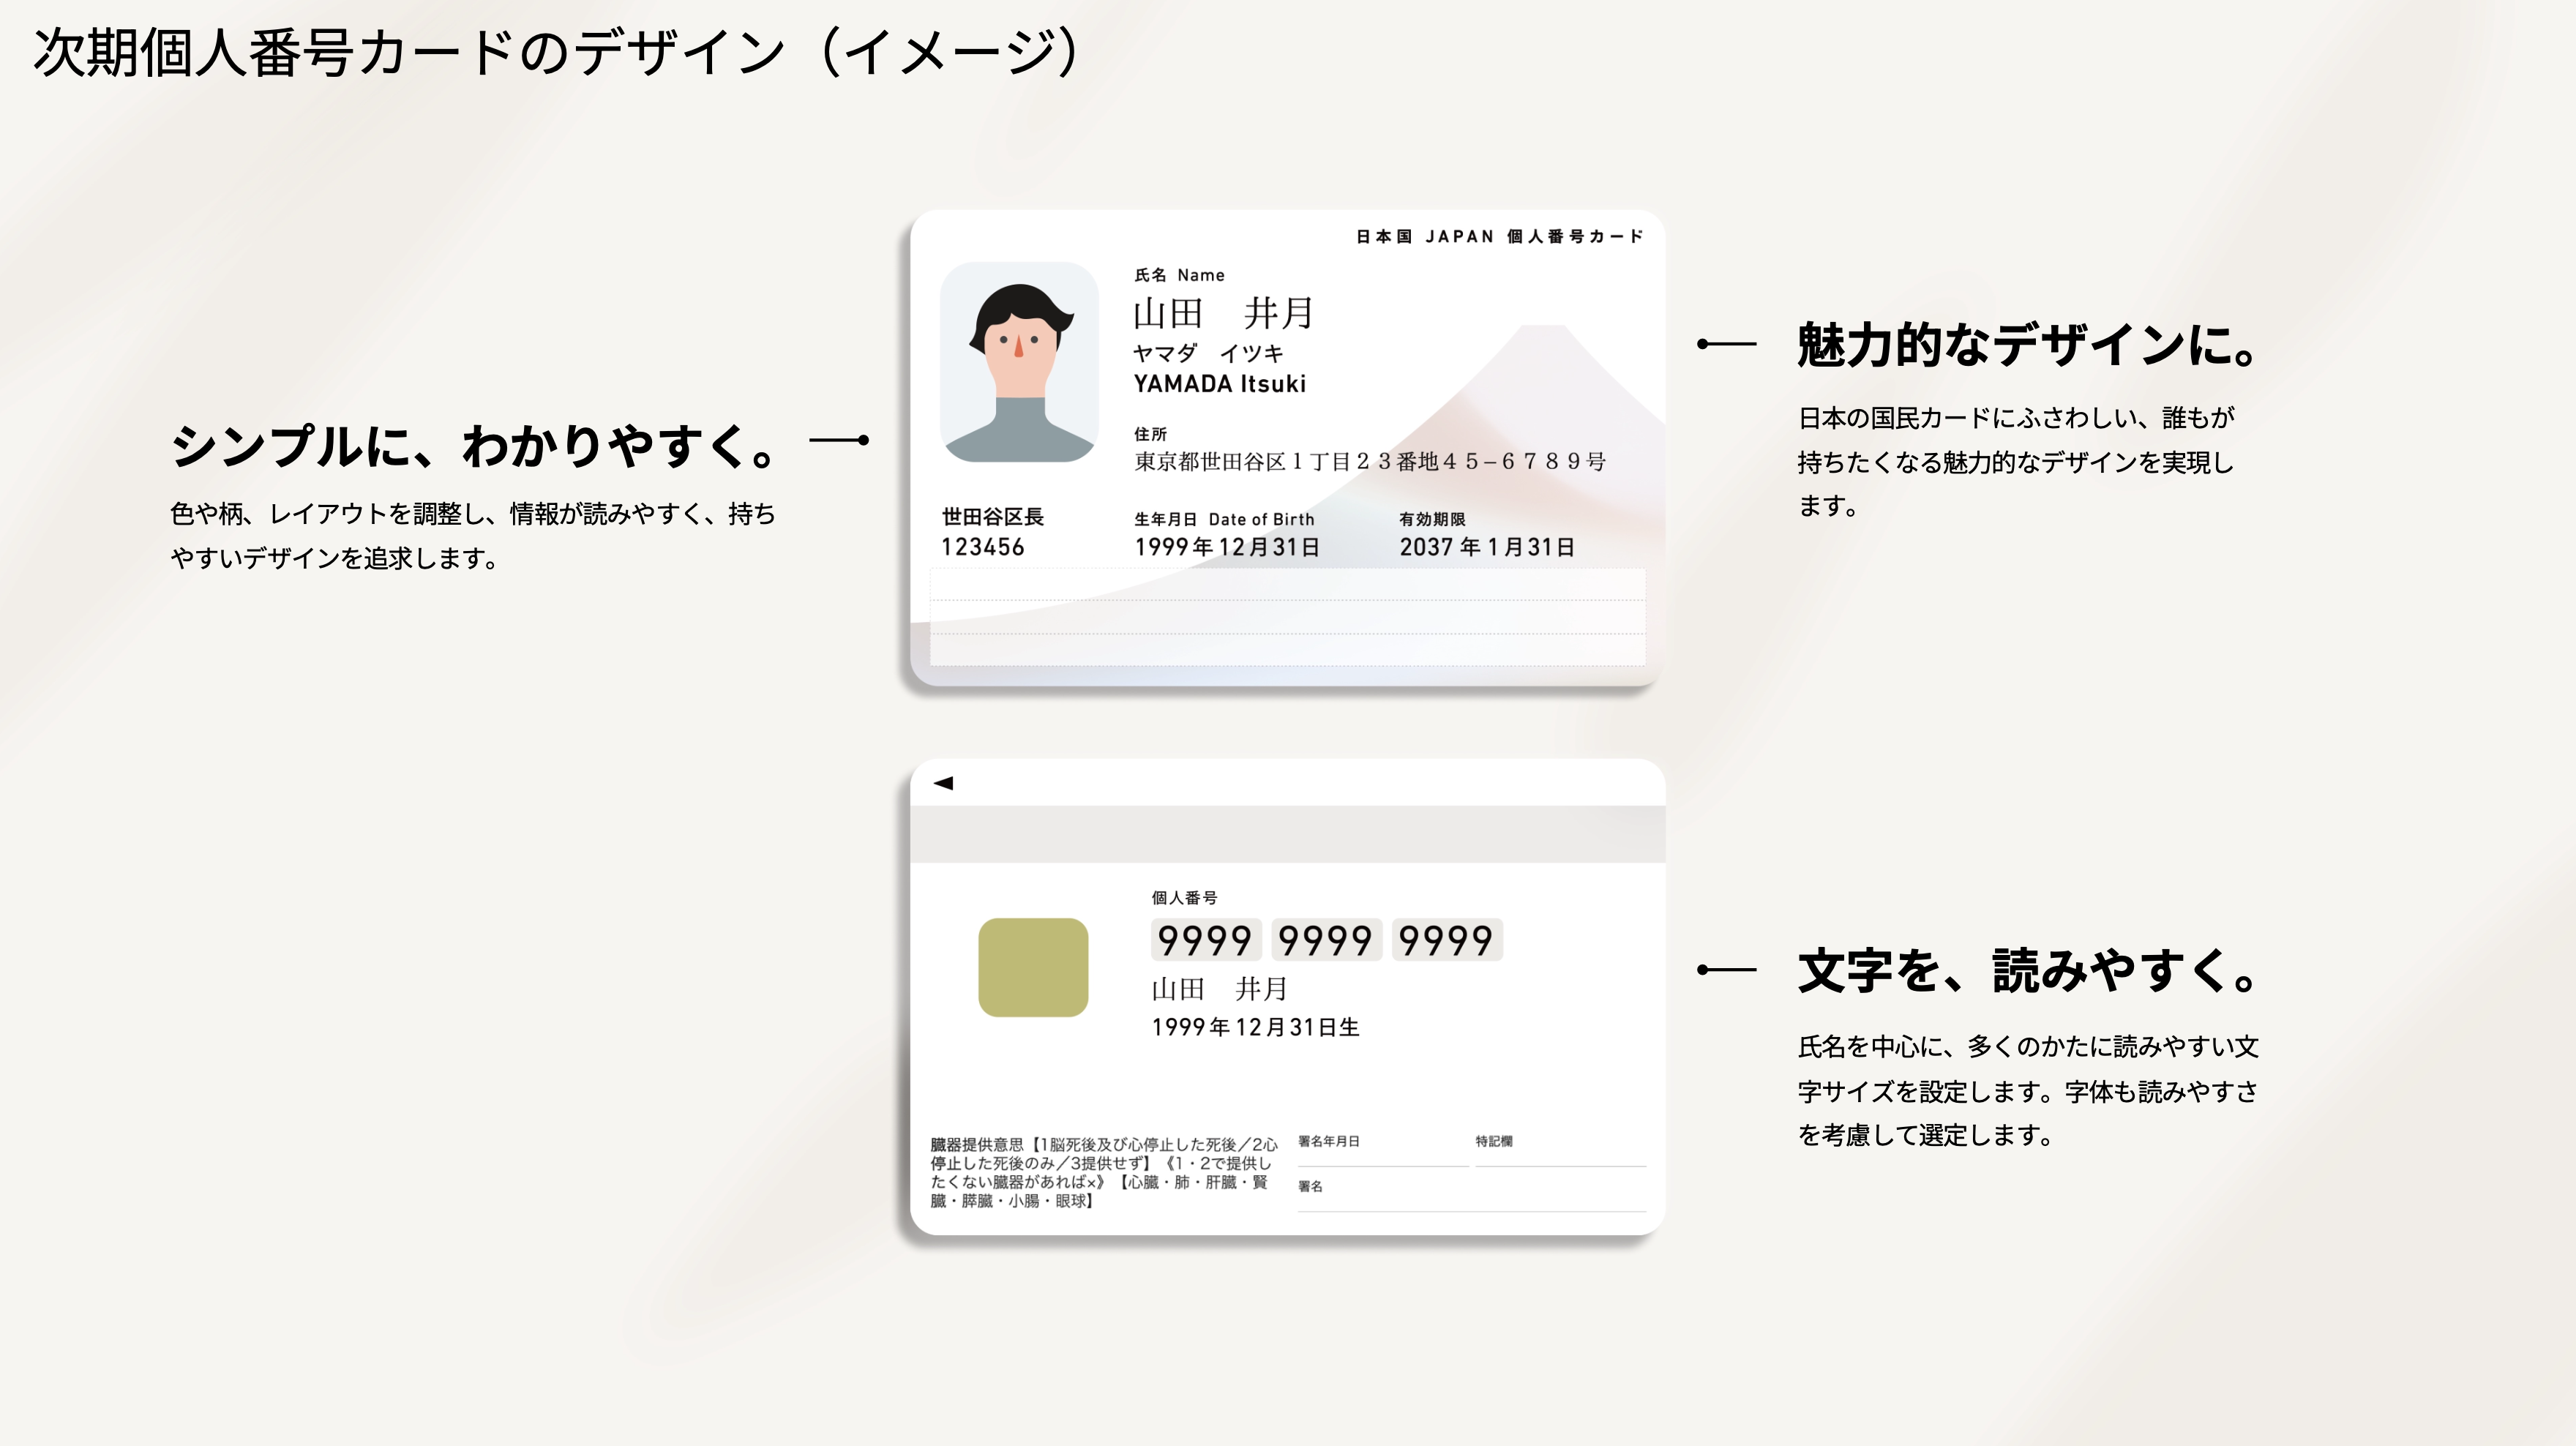 次期個人番号カードのデザイン（イメージ）
シンプルに、わかりやすく。
色や柄、レイアウトを調整し、情報が読みやすく、持ち
やすいデザインを追求します。
日本国 JAPAN 個人番号カード
氏名 Name
山田　井月
ヤマダ　イツキ
YAMADA Itsuki
住所
東京都世田谷区１丁目２３番地４５−６７８９号
世田谷区長
123456
生年月日 Date of Birth
1999年12月31日
有効期限
2037年1月31日
魅力的なデザインに。
日本の国民カードにふさわしい、誰もが
持ちたくなる魅力的なデザインを実現し
ます。
個人番号
9999 9999 9999
山田　井月
1999年12月31日生
臓器提供意思【1脳死後及び心停止した死後／2心
停止した死後のみ／3提供せず】《1・2で提供し
たくない臓器があれば×》【心臓・肺・肝臓・腎
臓・膵臓・小腸・眼球】
署名年月日
特記欄
署名
文字を、読みやすく。
氏名を中心に、多くのかたに読みやすい文
字サイズを設定します。字体も読みやすさ
を考慮して選定します。